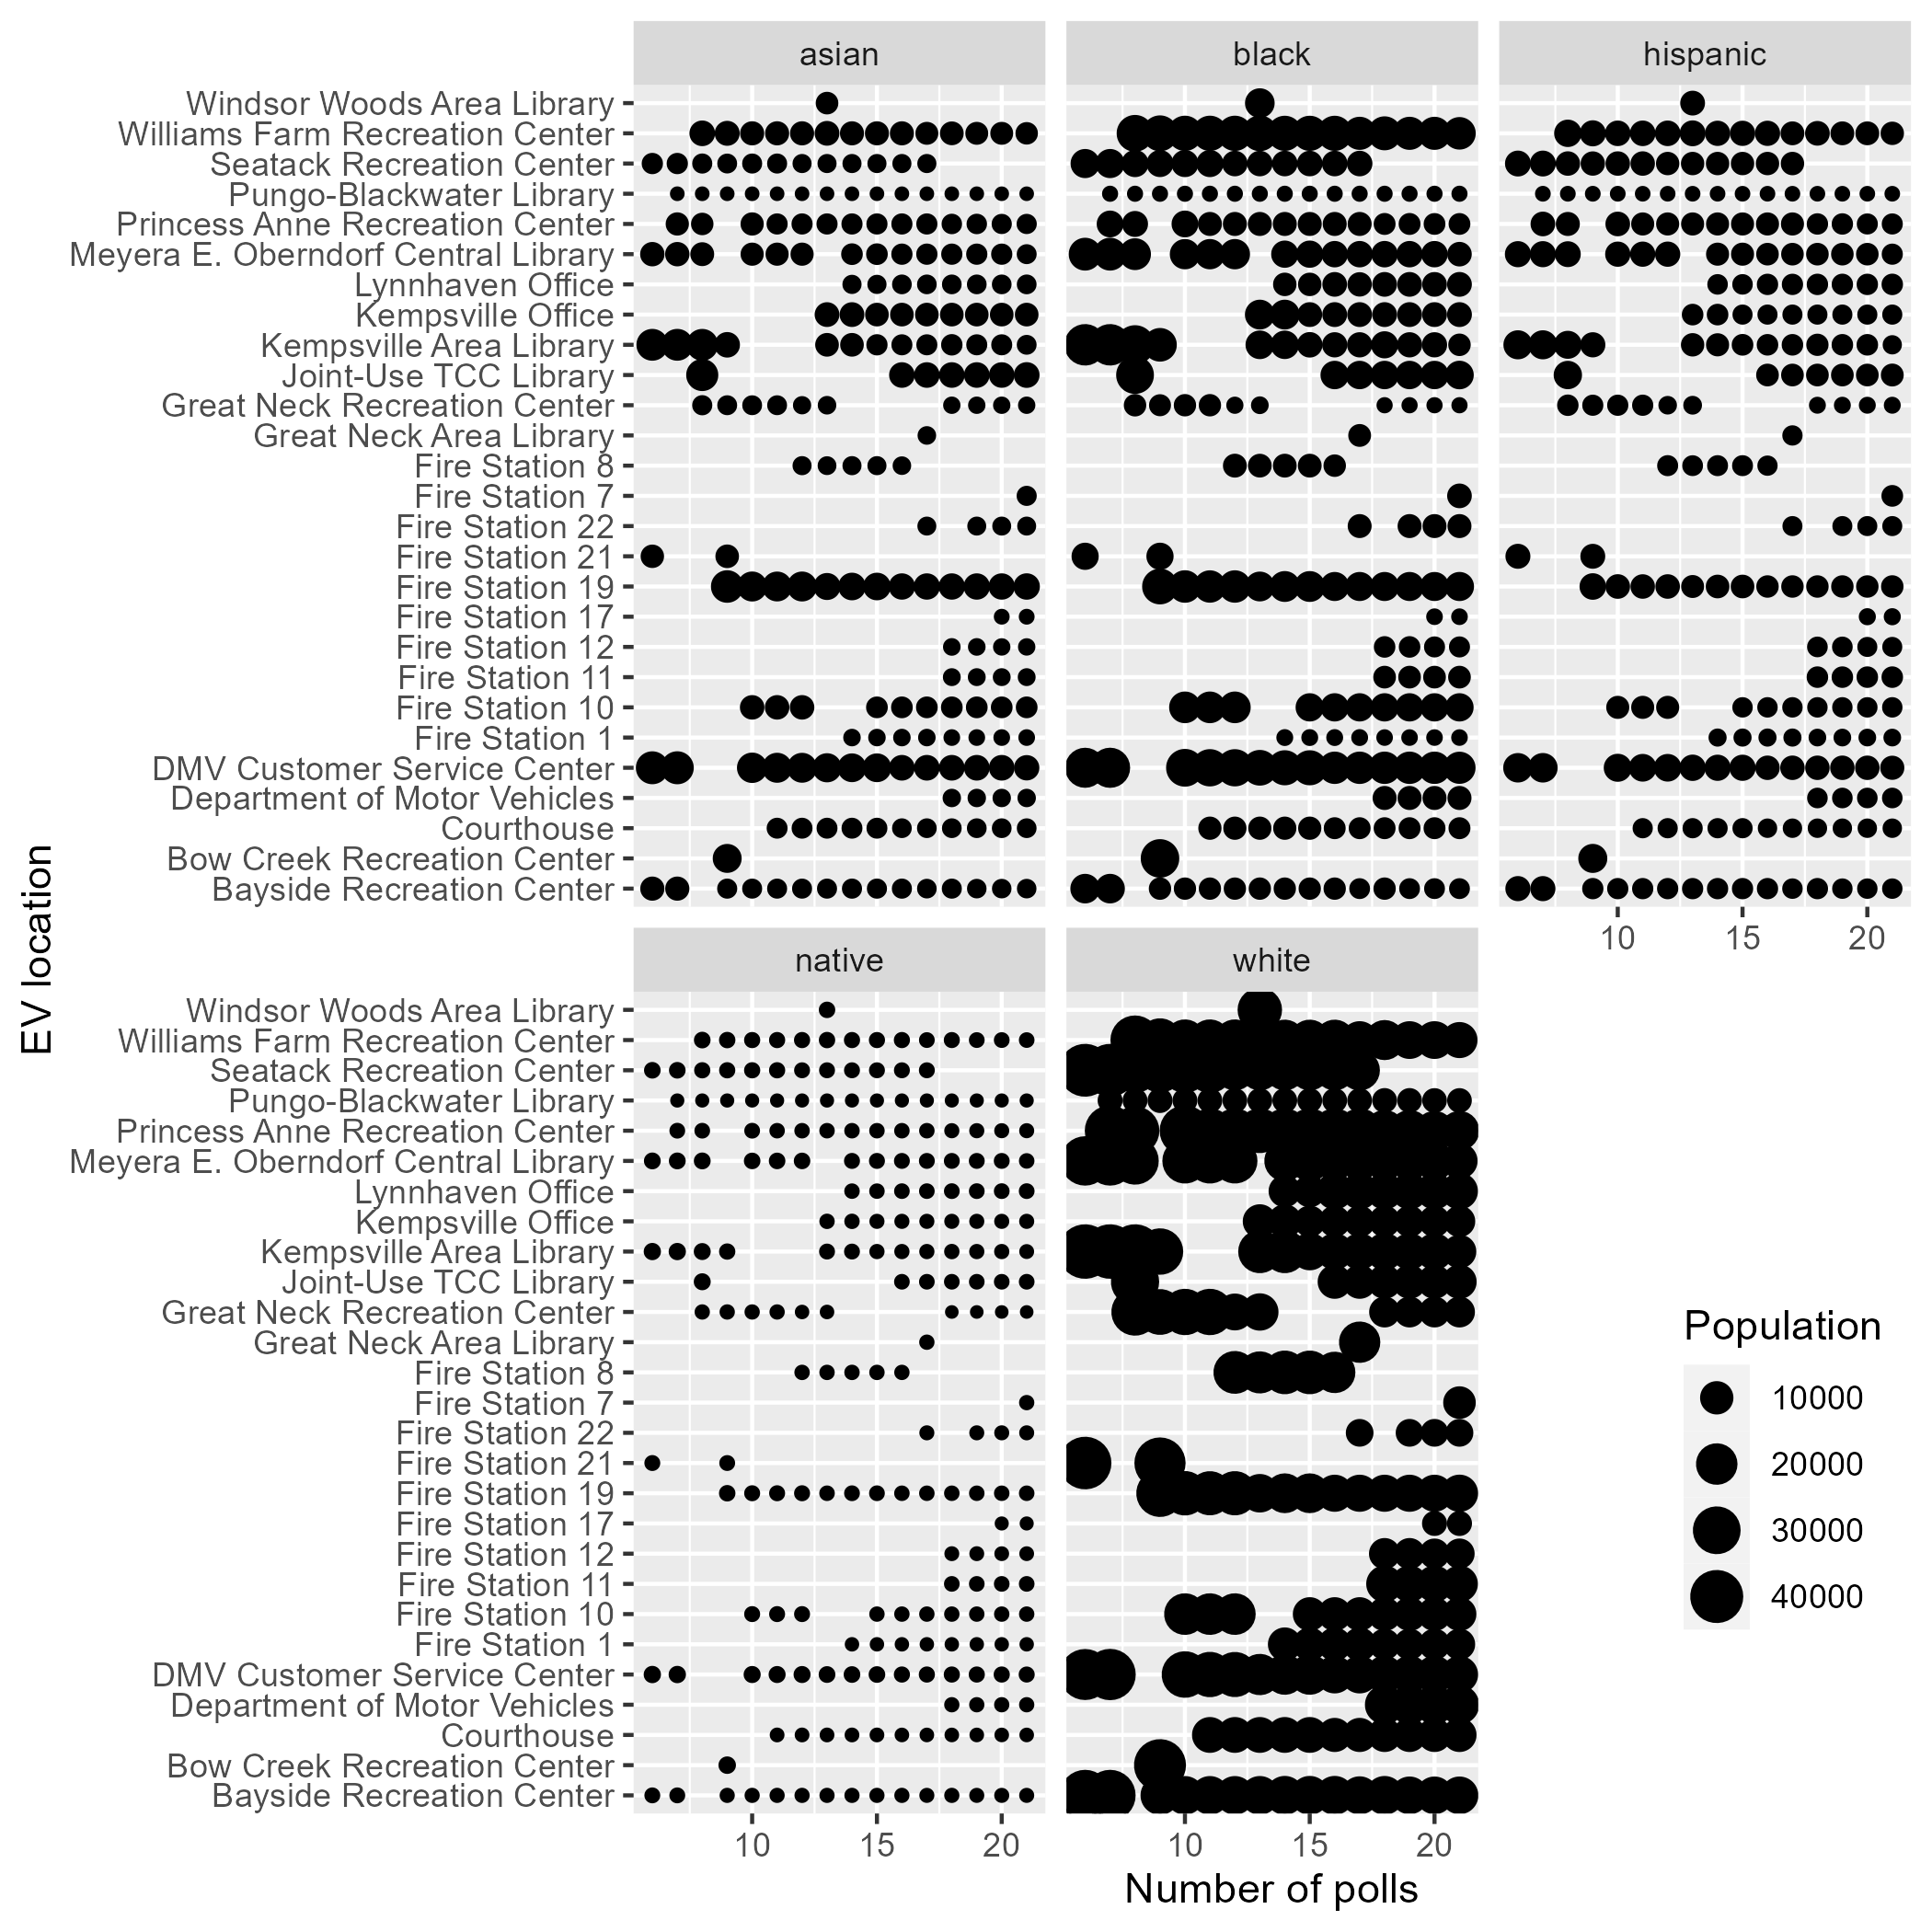 asian
black
hispanic
Windsor Woods Area Library
Williams Farm Recreation Center
Seatack Recreation Center
Pungo-Blackwater Library
Princess Anne Recreation Center
Meyera E. Oberndorf Central Library
Lynnhaven Office
Kempsville Office
Kempsville Area Library
Joint-Use TCC Library
Great Neck Recreation Center
Great Neck Area Library
Fire Station 8
Fire Station 7
Fire Station 22
Fire Station 21
Fire Station 19
Fire Station 17
Fire Station 12
Fire Station 11
Fire Station 10
Fire Station 1
DMV Customer Service Center
Department of Motor Vehicles
Courthouse
Bow Creek Recreation Center
Bayside Recreation Center
10 15 20
EV location
native
white
Windsor Woods Area Library
Williams Farm Recreation Center
Seatack Recreation Center
Pungo-Blackwater Library
Princess Anne Recreation Center
Meyera E. Oberndorf Central Library
Lynnhaven Office
Kempsville Office
Kempsville Area Library
Joint-Use TCC Library
Great Neck Recreation Center
Great Neck Area Library
Fire Station 8
Fire Station 7
Fire Station 22
Fire Station 21
Fire Station 19
Fire Station 17
Fire Station 12
Fire Station 11
Fire Station 10
Fire Station 1
DMV Customer Service Center
Department of Motor Vehicles
Courthouse
Bow Creek Recreation Center
Bayside Recreation Center
10 15 20
10 15 20
Number of polls
Population
10000
20000
30000
40000